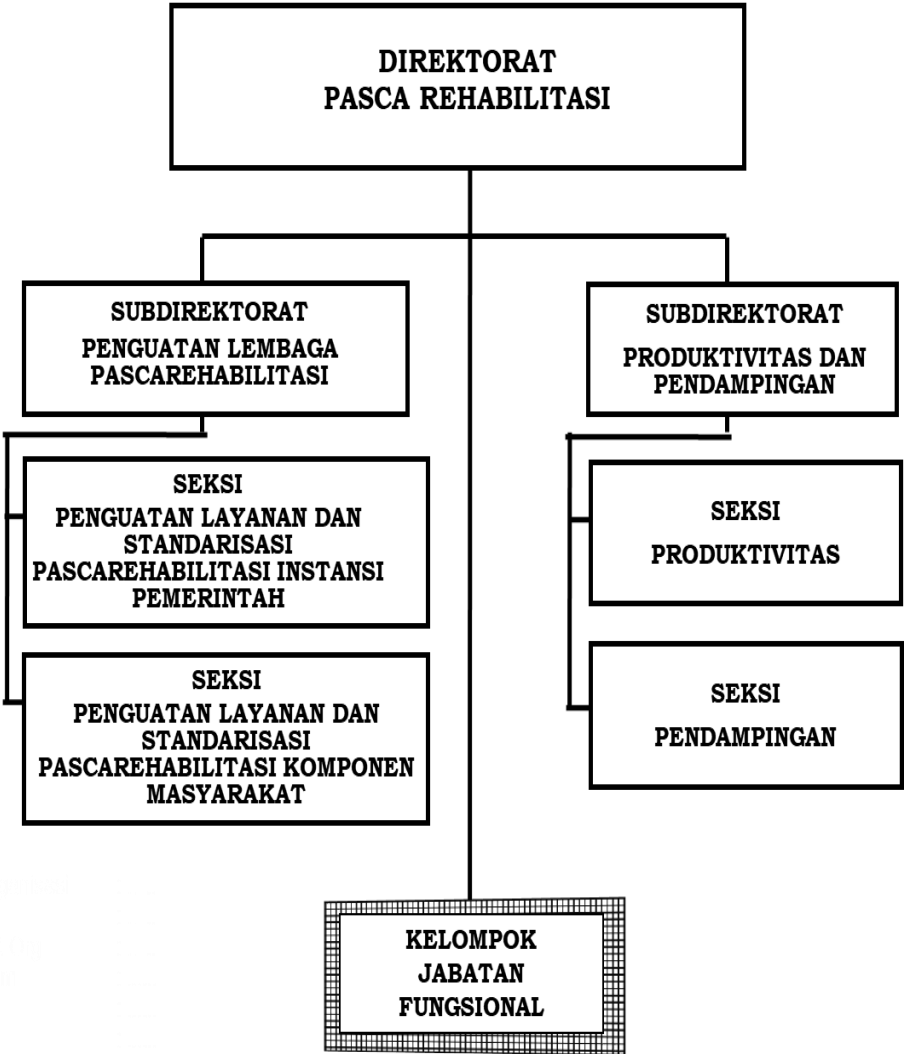 DIREKTORAT
PASCA REHABILITASI
SUBDIREKTORAT
PENGUATAN LEMBAGA
PASCAREHABILITASI
SEKSI
PENGUATAN LAYANAN DAN
STANDARISASI
PASCAREHABILITASI INSTANSI
PEMERINTAH
SEKSI
PENGUATAN LAYANAN DAN
STANDARISASI
PASCAREHABILITASI KOMPONEN
MASYARAKAT
SUBDIREKTORAT
PRODUKTIVITAS DAN
PENDAMPINGAN
SEKSI
PRODUKTIVITAS
SEKSI
PENDAMPINGAN
KELOMPOK
JABATAN
FUNGSIONAL